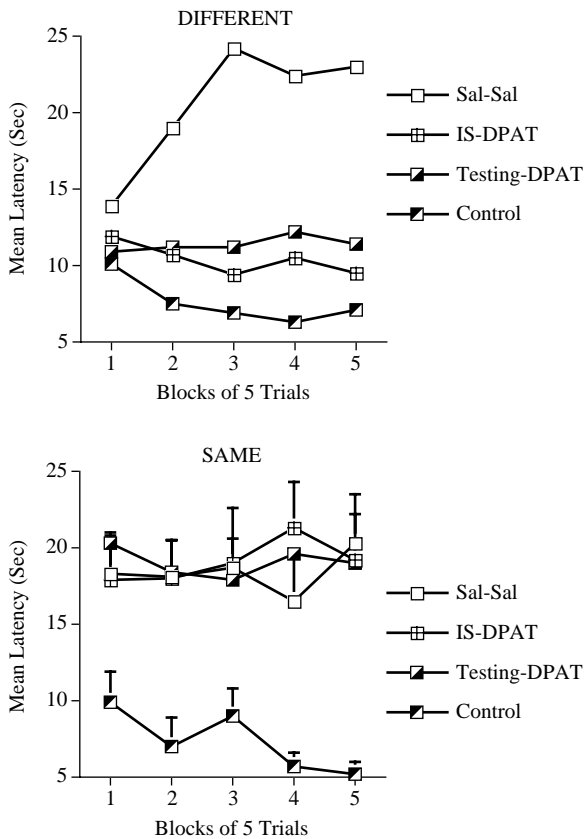 DIFFERENT
25
20
15
10
5
Mean Latency (Sec)
1 2 3 4 5
Blocks of 5 Trials
Sal-Sal
IS-DPAT
Testing-DPAT
Control
SAME
25
20
15
10
5
Mean Latency (Sec)
1 2 3 4 5
Blocks of 5 Trials
Sal-Sal
IS-DPAT
Testing-DPAT
Control